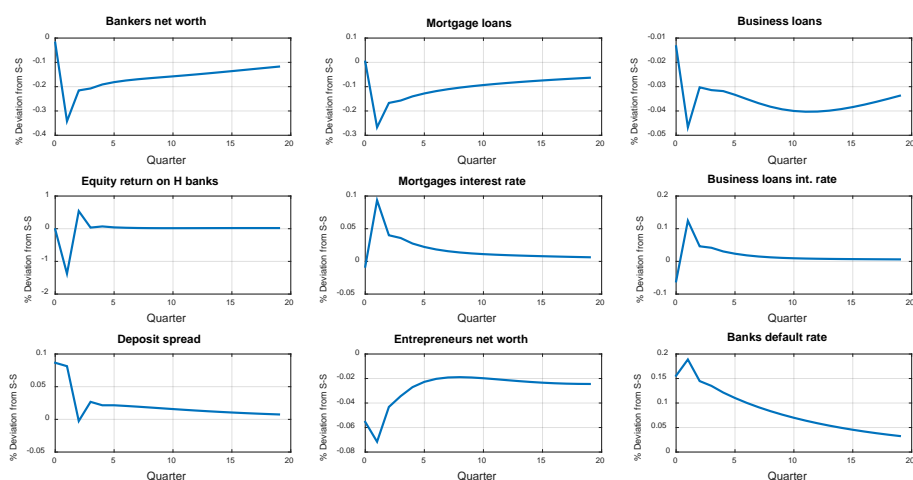 Bankers net worth
Mortgage loans
Business loans
% Deviation from S-S
0
-0.1
-0.2
-0.3
-0.4
0 5 10 15 20
Quarter
% Deviation from S-S
0.1
0
-0.1
-0.2
-0.3
0 5 10 15 20
Quarter
% Deviation from S-S
-0.01
-0.02
-0.03
-0.04
-0.05
0 5 10 15 20
Quarter
Equity return on H banks
Mortgages interest rate
Business loans int. rate
% Deviation from S-S
1
0
-1
-2
0 5 10 15 20
Quarter
% Deviation from S-S
0.1
0.05
0
-0.05
0 5 10 15 20
Quarter
% Deviation from S-S
0.2
0.1
0
-0.1
0 5 10 15 20
Quarter
Deposit spread
Entrepreneurs net worth
Banks default rate
% Deviation from S-S
0.1
0.05
0
-0.05
0 5 10 15 20
Quarter
% Deviation from S-S
0
-0.02
-0.04
-0.06
-0.08
0 5 10 15 20
Quarter
% Deviation from S-S
0.2
0.15
0.1
0.05
0
0 5 10 15 20
Quarter